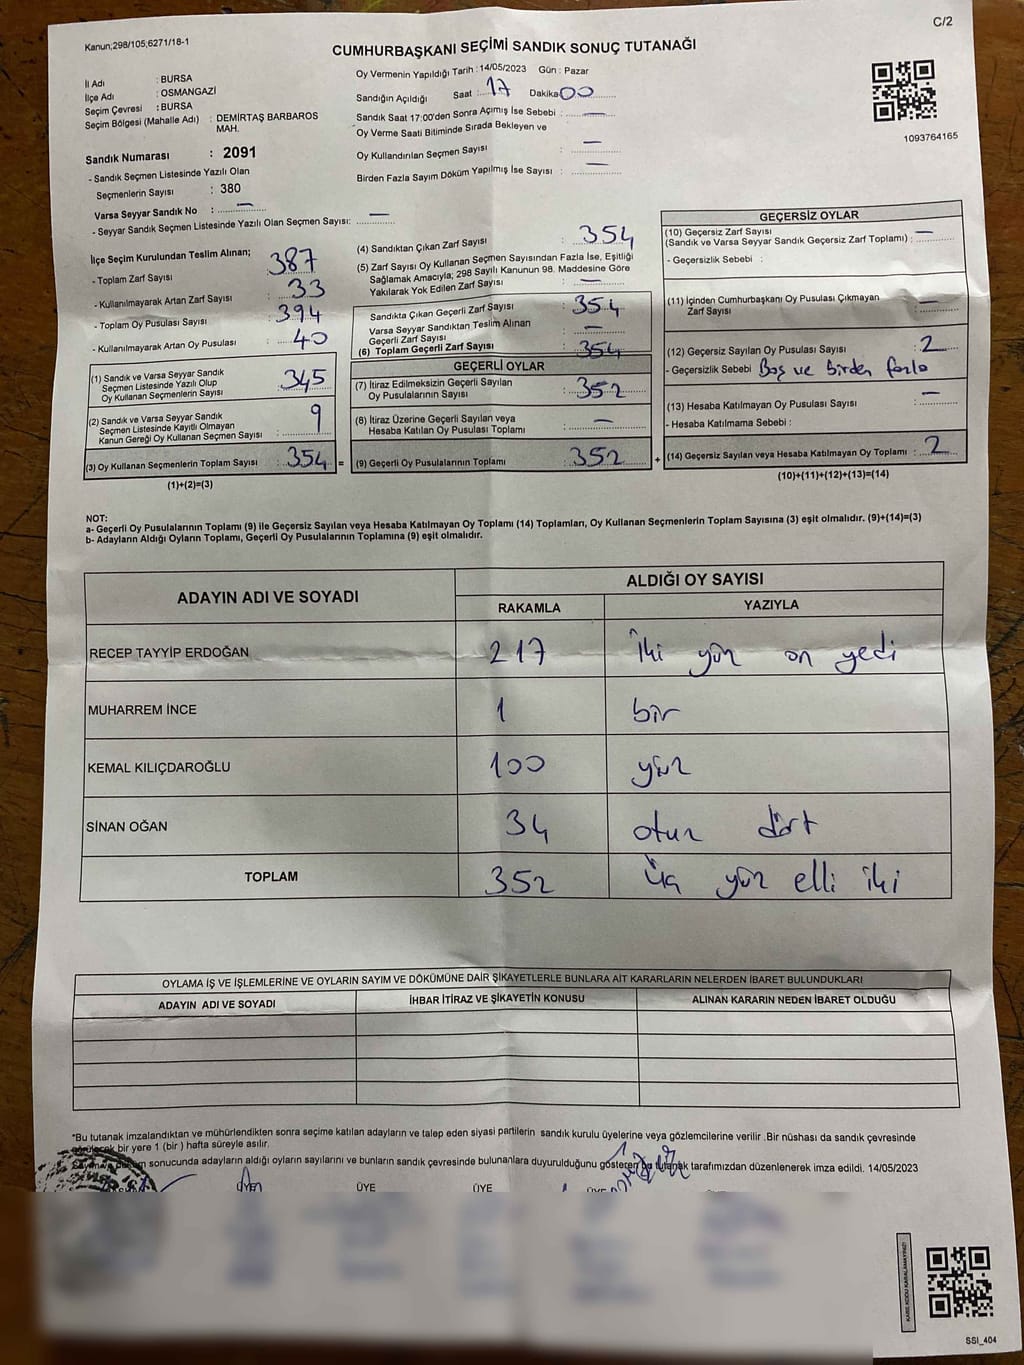 C/2
Kanun;298/105;6271/18-1
CUMHURBAŞKANI SEÇİMİ SANDIK SONUÇ TUTANAĞI
İl Adı : BURSA
İlçe Adı : OSMANGAZİ
Seçim Çevresi : BURSA
Seçim Bölgesi (Mahalle Adı) : DEMİRTAŞ BARBAROS
MAH.
Sandık Numarası : 2091
- Sandık Seçmen Listesinde Yazılı Olan
Seçmenlerin Sayısı : 380
Varsa Seyyar Sandık No : —
- Seyyar Sandık Seçmen Listesinde Yazılı Olan Seçmen Sayısı: —
Oy Vermenin Yapıldığı Tarih : 14/05/2023 Gün : Pazar
Sandığın Açıldığı Saat : 17 Dakika 00
Sandık Saat 17:00'den Sonra Açımış İse Sebebi : —
Oy Verme Saati Bitiminde Sırada Bekleyen ve
Oy Kullandırılan Seçmen Sayısı : —
Birden Fazla Sayım Döküm Yapılmış İse Sayısı : —
1093764165
İlçe Seçim Kurulundan Teslim Alınan;
- Toplam Zarf Sayısı : 387
- Kullanılmayarak Artan Zarf Sayısı : 33
- Toplam Oy Pusulası Sayısı : 394
- Kullanılmayarak Artan Oy Pusulası : 40
(1) Sandık ve Varsa Seyyar Sandık
Seçmen Listesinde Yazılı Olup
Oy Kullanan Seçmenlerin Sayısı : 345
(2) Sandık ve Varsa Seyyar Sandık
Seçmen Listesinde Kayıtlı Olmayan
Kanun Gereği Oy Kullanan Seçmen Sayısı : 9
(3) Oy Kullanan Seçmenlerin Toplam Sayısı : 354 =
(1)+(2)=(3)
(4) Sandıktan Çıkan Zarf Sayısı : 354
(5) Zarf Sayısı Oy Kullanan Seçmen Sayısından Fazla İse, Eşitliği
Sağlamak Amacıyla; 298 Sayılı Kanunun 98. Maddesine Göre
Yakılarak Yok Edilen Zarf Sayısı : —
Sandıkta Çıkan Geçerli Zarf Sayısı : 354
Varsa Seyyar Sandıktan Teslim Alınan
Geçerli Zarf Sayısı : —
(6) Toplam Geçerli Zarf Sayısı : 354
GEÇERLİ OYLAR
(7) İtiraz Edilmeksizin Geçerli Sayılan
Oy Pusulalarının Sayısı : 352
(8) İtiraz Üzerine Geçerli Sayılan veya
Hesaba Katılan Oy Pusulası Toplamı : —
(9) Geçerli Oy Pusulalarının Toplamı : 352 +
GEÇERSİZ OYLAR
(10) Geçersiz Zarf Sayısı
(Sandık ve Varsa Seyyar Sandık Geçersiz Zarf Toplamı) : —
- Geçersizlik Sebebi :
(11) İçinden Cumhurbaşkanı Oy Pusulası Çıkmayan
Zarf Sayısı : —
(12) Geçersiz Sayılan Oy Pusulası Sayısı : 2
- Geçersizlik Sebebi Boş ve birden fazla
(13) Hesaba Katılmayan Oy Pusulası Sayısı : —
- Hesaba Katılmama Sebebi :
(14) Geçersiz Sayılan veya Hesaba Katılmayan Oy Toplamı : 2
(10)+(11)+(12)+(13)=(14)
NOT:
a- Geçerli Oy Pusulalarının Toplamı (9) ile Geçersiz Sayılan veya Hesaba Katılmayan Oy Toplamı (14) Toplamları, Oy Kullanan Seçmenlerin Toplam Sayısına (3) eşit olmalıdır. (9)+(14)=(3)
b- Adayların Aldığı Oyların Toplamı, Geçerli Oy Pusulalarının Toplamına (9) eşit olmalıdır.
ADAYIN ADI VE SOYADI ALDIĞI OY SAYISI
RAKAMLA YAZIYLA
RECEP TAYYİP ERDOĞAN 217 iki yüz on yedi
MUHARREM İNCE 1 bir
KEMAL KILIÇDAROĞLU 100 yüz
SİNAN OĞAN 34 otuz dört
TOPLAM 352 üç yüz elli iki
OYLAMA İŞ VE İŞLEMLERİNE VE OYLARIN SAYIM VE DÖKÜMÜNE DAİR ŞİKAYETLERLE BUNLARA AİT KARARLARIN NELERDEN İBARET BULUNDUKLARI
ADAYIN ADI VE SOYADI İHBAR İTİRAZ VE ŞİKAYETİN KONUSU ALINAN KARARIN NEDEN İBARET OLDUĞU
*Bu tutanak imzalandıktan ve mühürlendikten sonra seçime katılan adayların ve talep eden siyasi partilerin sandık kurulu üyelerine veya gözlemcilerine verilir .Bir nüshası da sandık çevresinde
görülecek bir yere 1 (bir ) hafta süreyle asılır.
sonucunda adayların aldığı oyların sayılarını ve bunların sandık çevresinde bulunanlara duyurulduğunu gösteren bu tutanak tarafımızdan düzenlenerek imza edildi. 14/05/2023
ÜYE ÜYE ÜYE
KARE KODU KARALAMAYINIZ!
SSI_404